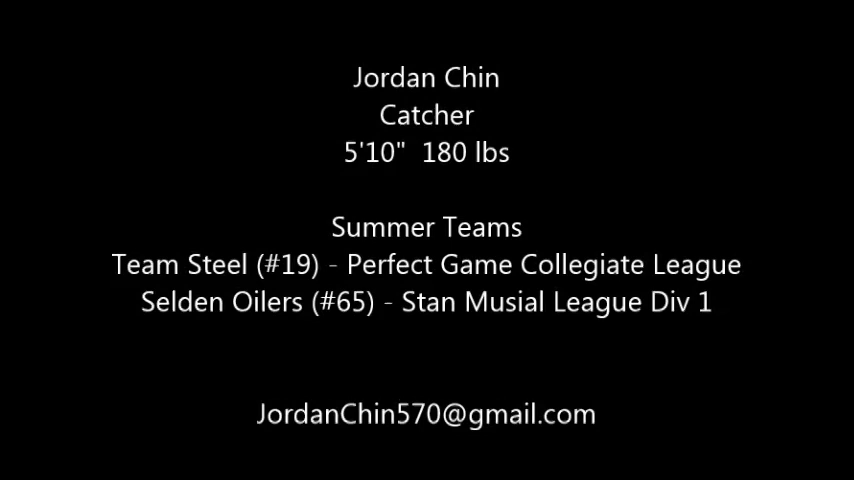 Jordan Chin
Catcher
5'10"  180 lbs
Summer Teams
Team Steel (#19) - Perfect Game Collegiate League
Selden Oilers (#65) - Stan Musial League Div 1
JordanChin570@gmail.com